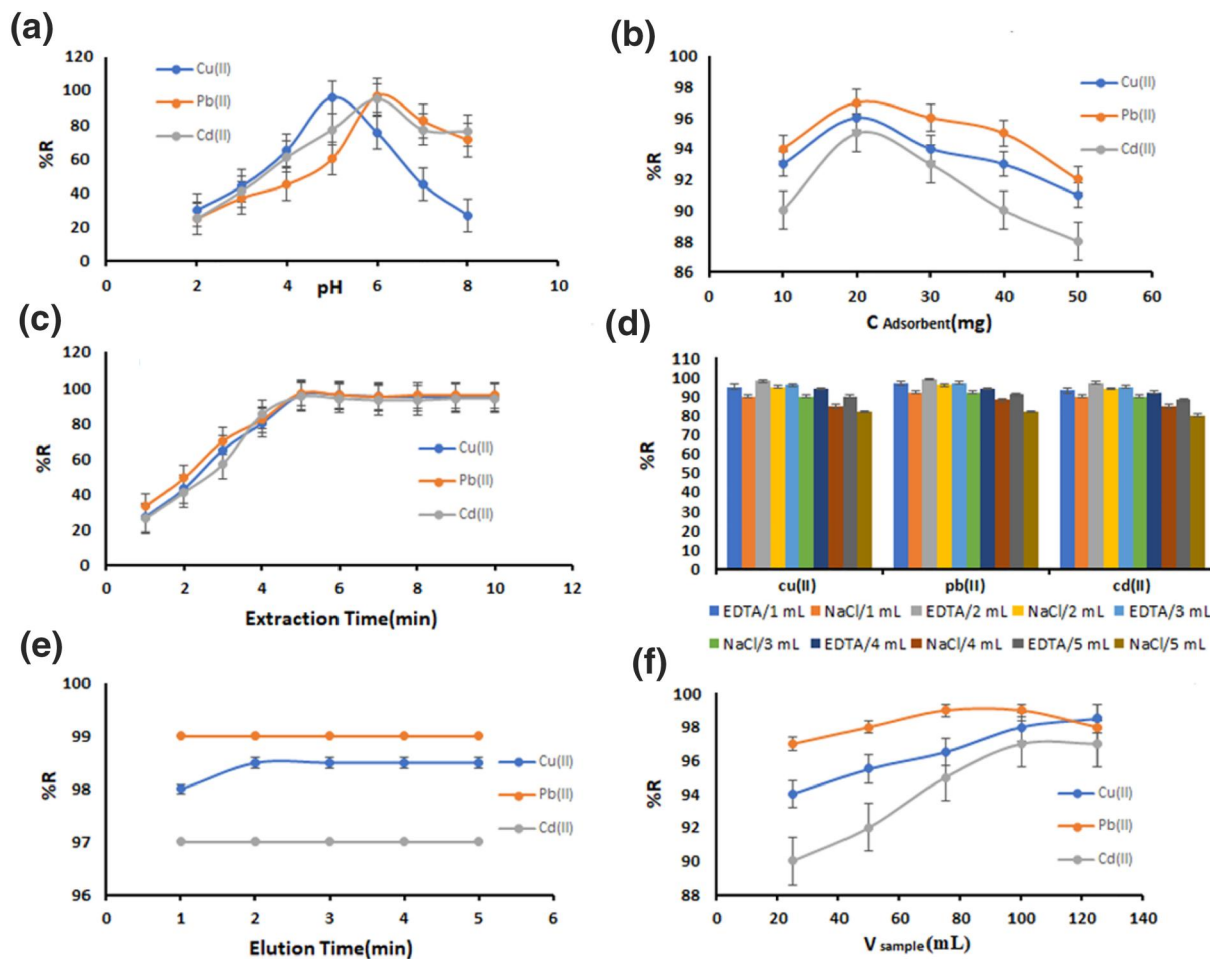 (a)
120
100
80
60
40
20
0
%R
Cu(II)
Pb(II)
Cd(II)
0 2 4 6 8 10
pH
(b)
100
98
96
94
92
90
88
86
%R
Cu(II)
Pb(II)
Cd(II)
0 10 20 30 40 50 60
C Adsorbent(mg)
(c)
120
100
80
60
40
20
0
%R
Cu(II)
Pb(II)
Cd(II)
0 2 4 6 8 10 12
Extraction Time(min)
(d)
110
100
90
80
70
60
50
40
30
20
10
0
%R
cu(II) pb(II) cd(II)
EDTA/1 mL NaCl/1 mL EDTA/2 mL NaCl/2 mL EDTA/3 mL
NaCl/3 mL EDTA/4 mL NaCl/4 mL EDTA/5 mL NaCl/5 mL
(e)
100
99
98
97
96
%R
Cu(II)
Pb(II)
Cd(II)
0 1 2 3 4 5 6
Elution Time(min)
(f)
100
98
96
94
92
90
88
%R
Cu(II)
Pb(II)
Cd(II)
0 20 40 60 80 100 120 140
V sample(mL)